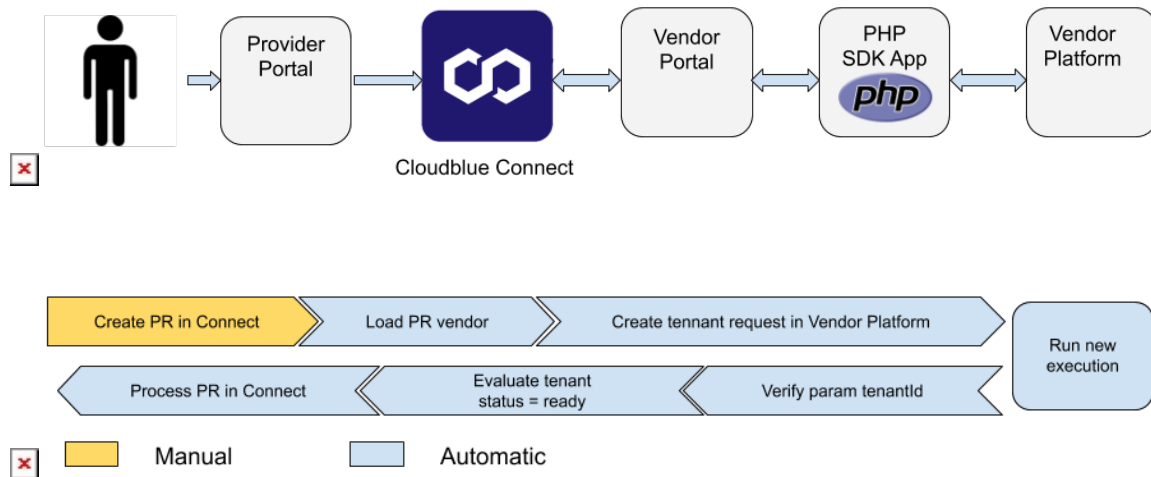 Provider
Portal
Vendor
Portal
PHP
SDK App
php
Vendor
Platform
Cloudblue Connect
Create PR in Connect
Load PR vendor
Create tennant request in Vendor Platform
Run new
execution
Process PR in Connect
Evaluate tenant
status = ready
Verify param tenantId
Manual
Automatic